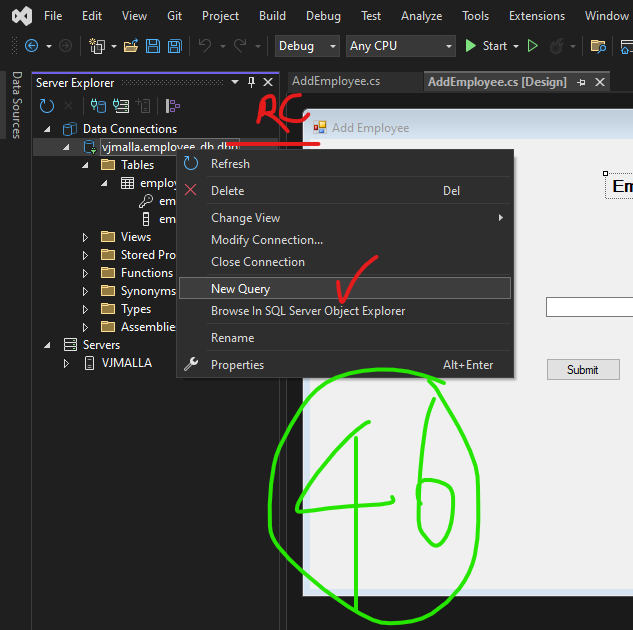 File Edit View Git Project Build Debug Test Analyze Tools Extensions Window
Debug Any CPU Start
Data Sources
Server Explorer
AddEmployee.cs AddEmployee.cs [Design]
RC
Data Connections
Add Employee
vjmalla.employee_db.dbo
Tables
Refresh
employ
Delete Del
Em
em
Change View
em
Modify Connection...
Views
Close Connection
Stored Pro
Functions
New Query
Synonyms
Browse In SQL Server Object Explorer
Types
Assemblies
Rename
Servers
VJMALLA
Properties Alt+Enter
Submit
46